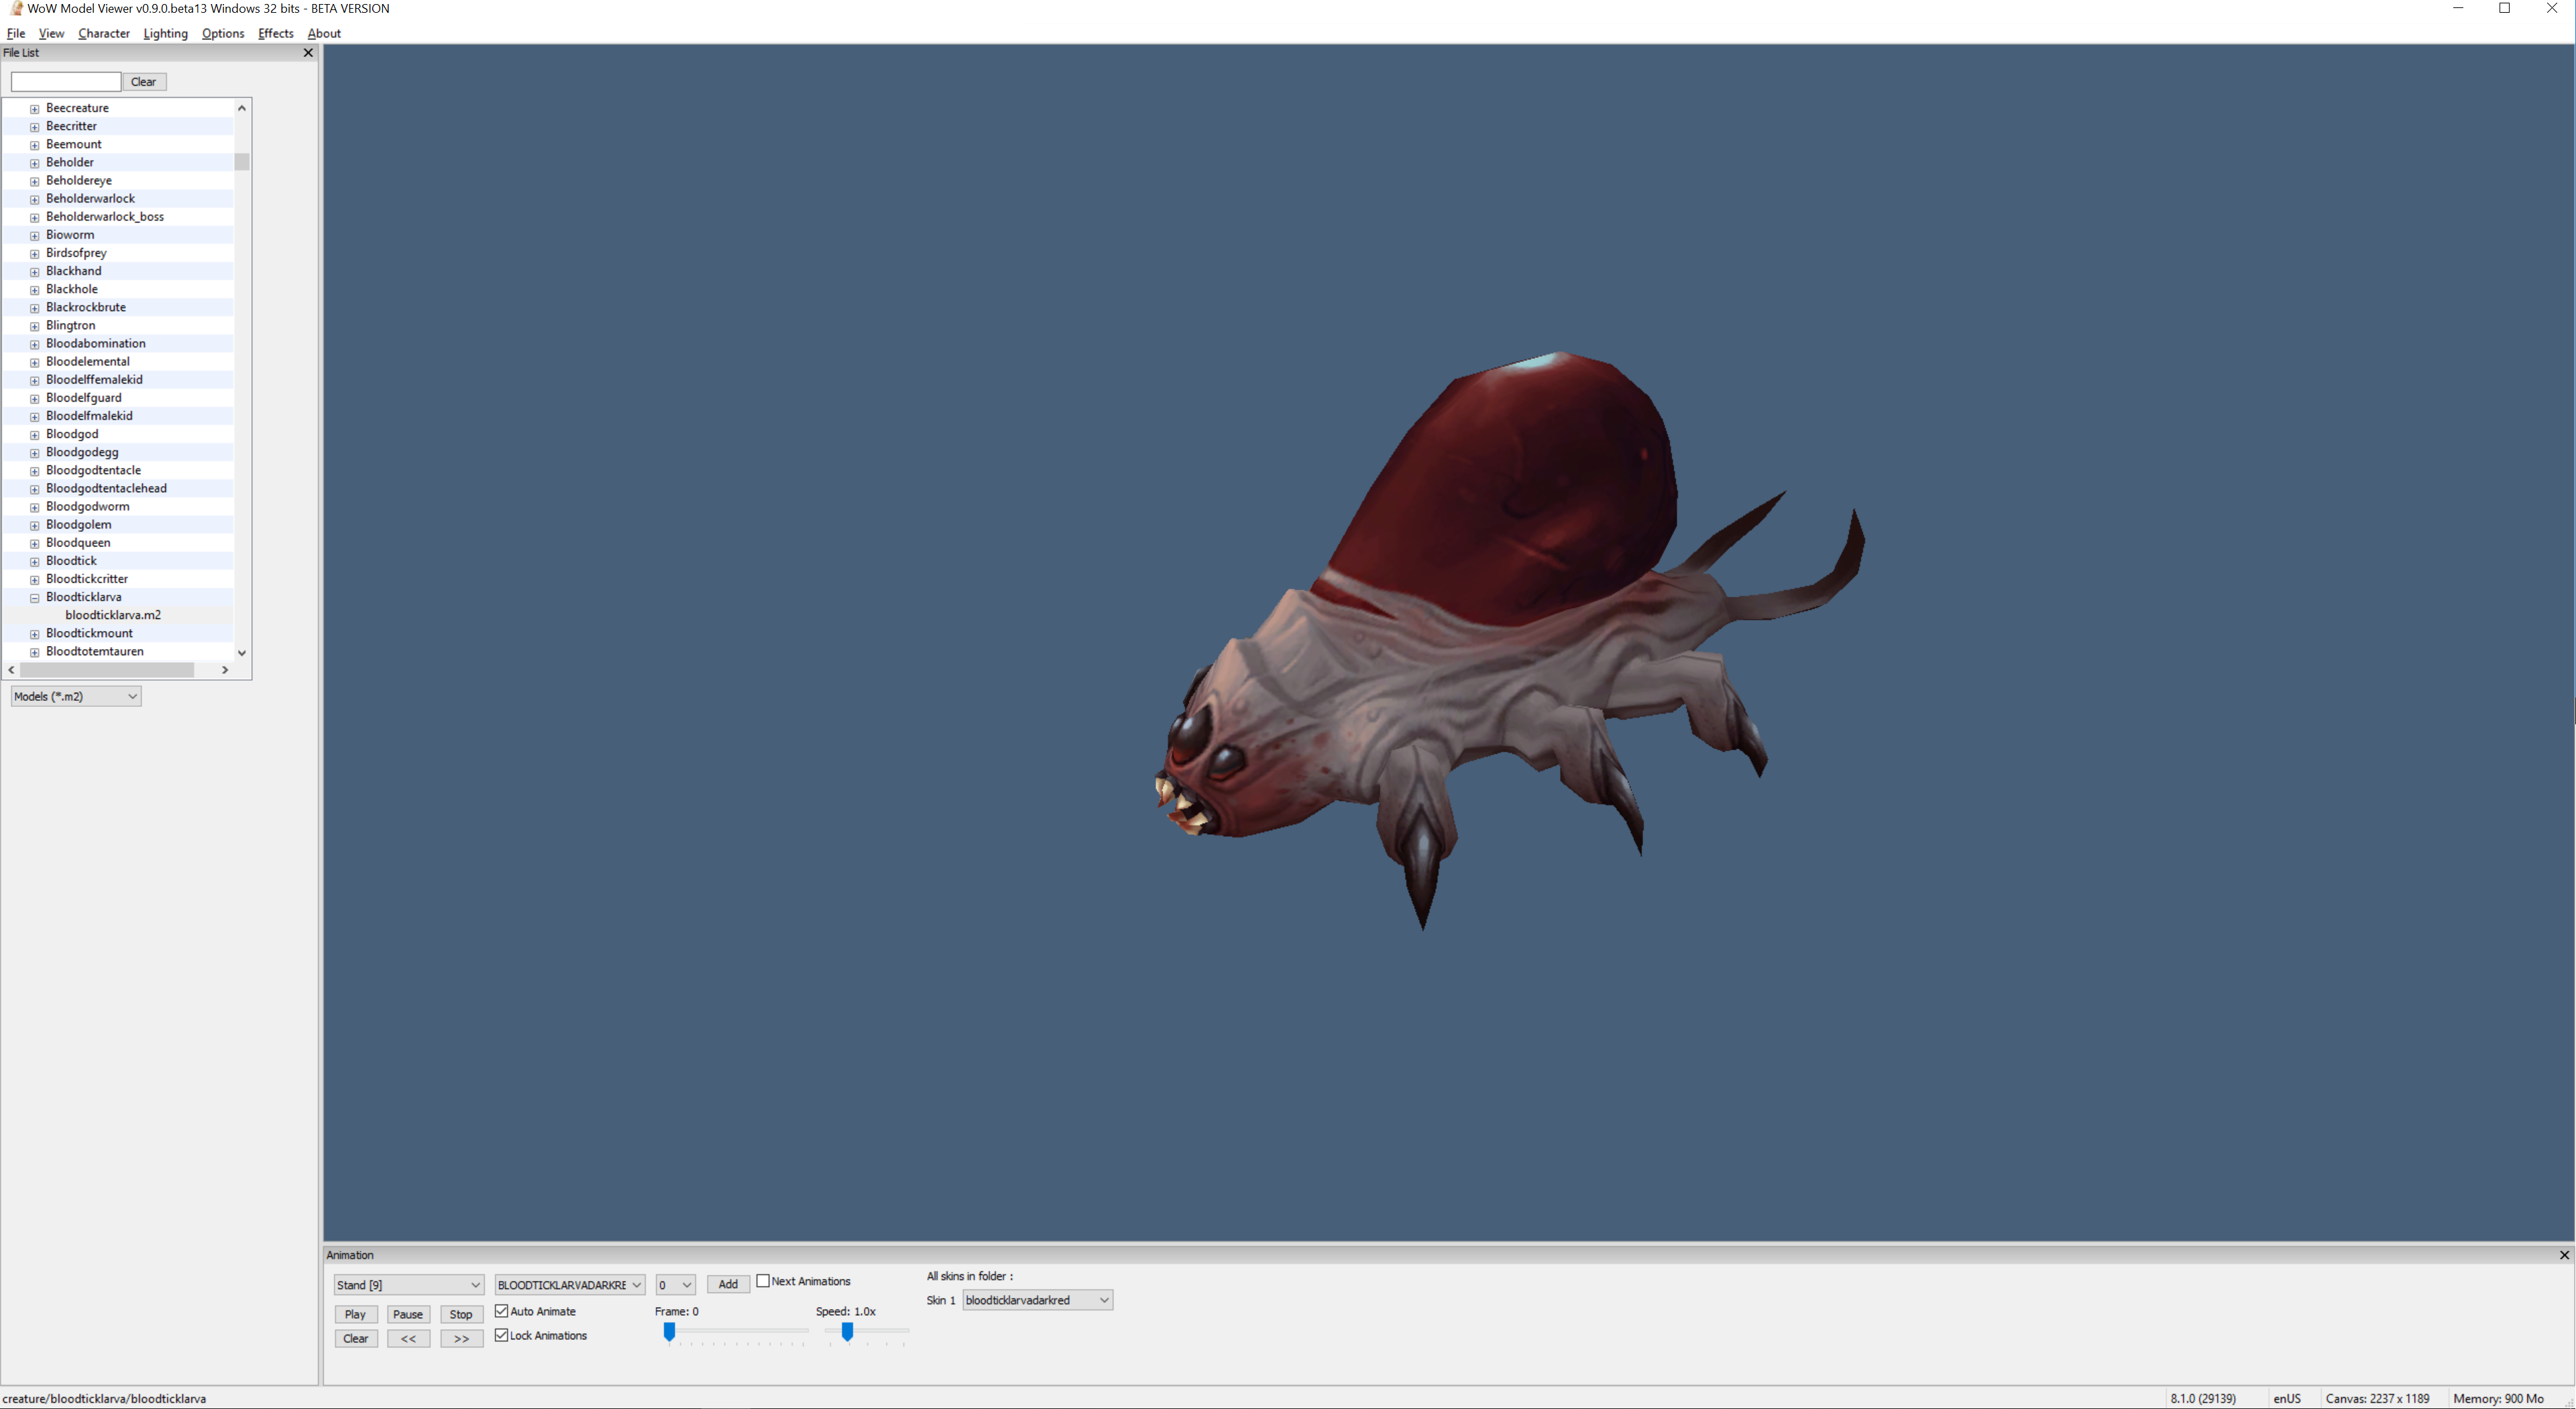 WoW Model Viewer v0.9.0.beta13 Windows 32 bits - BETA VERSION
File View Character Lighting Options Effects About
File List
Clear
Beecreature
Beecritter
Beemount
Beholder
Beholdereye
Beholderwarlock
Beholderwarlock_boss
Bioworm
Birdsofprey
Blackhand
Blackhole
Blackrockbrute
Blingtron
Bloodabomination
Bloodelemental
Bloodelffemalekid
Bloodelfguard
Bloodelfmalekid
Bloodgod
Bloodgodegg
Bloodgodtentacle
Bloodgodtentaclehead
Bloodgodworm
Bloodgolem
Bloodqueen
Bloodtick
Bloodtickcritter
Bloodticklarva
bloodticklarva.m2
Bloodtickmount
Bloodtotemtauren
Models (*.m2)
Animation
Stand [9] BLOODTICKLARVADARKRE 0 Add Next Animations
Play Pause Stop Auto Animate Frame: 0 Speed: 1.0x
Clear << >> Lock Animations
All skins in folder :
Skin 1 bloodticklarvadarkred
creature/bloodticklarva/bloodticklarva 8.1.0 (29139) enUS Canvas: 2237 x 1189 Memory: 900 Mo